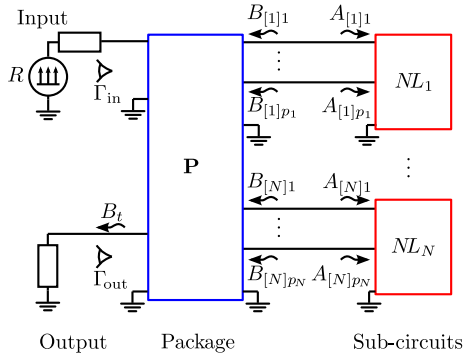 Input
R
Γin
P
Package
Bt
Γout
Output
B[1]1
A[1]1
B[1]p1
A[1]p1
NL1
B[N]1
A[N]1
B[N]pN
A[N]pN
NLN
Sub-circuits